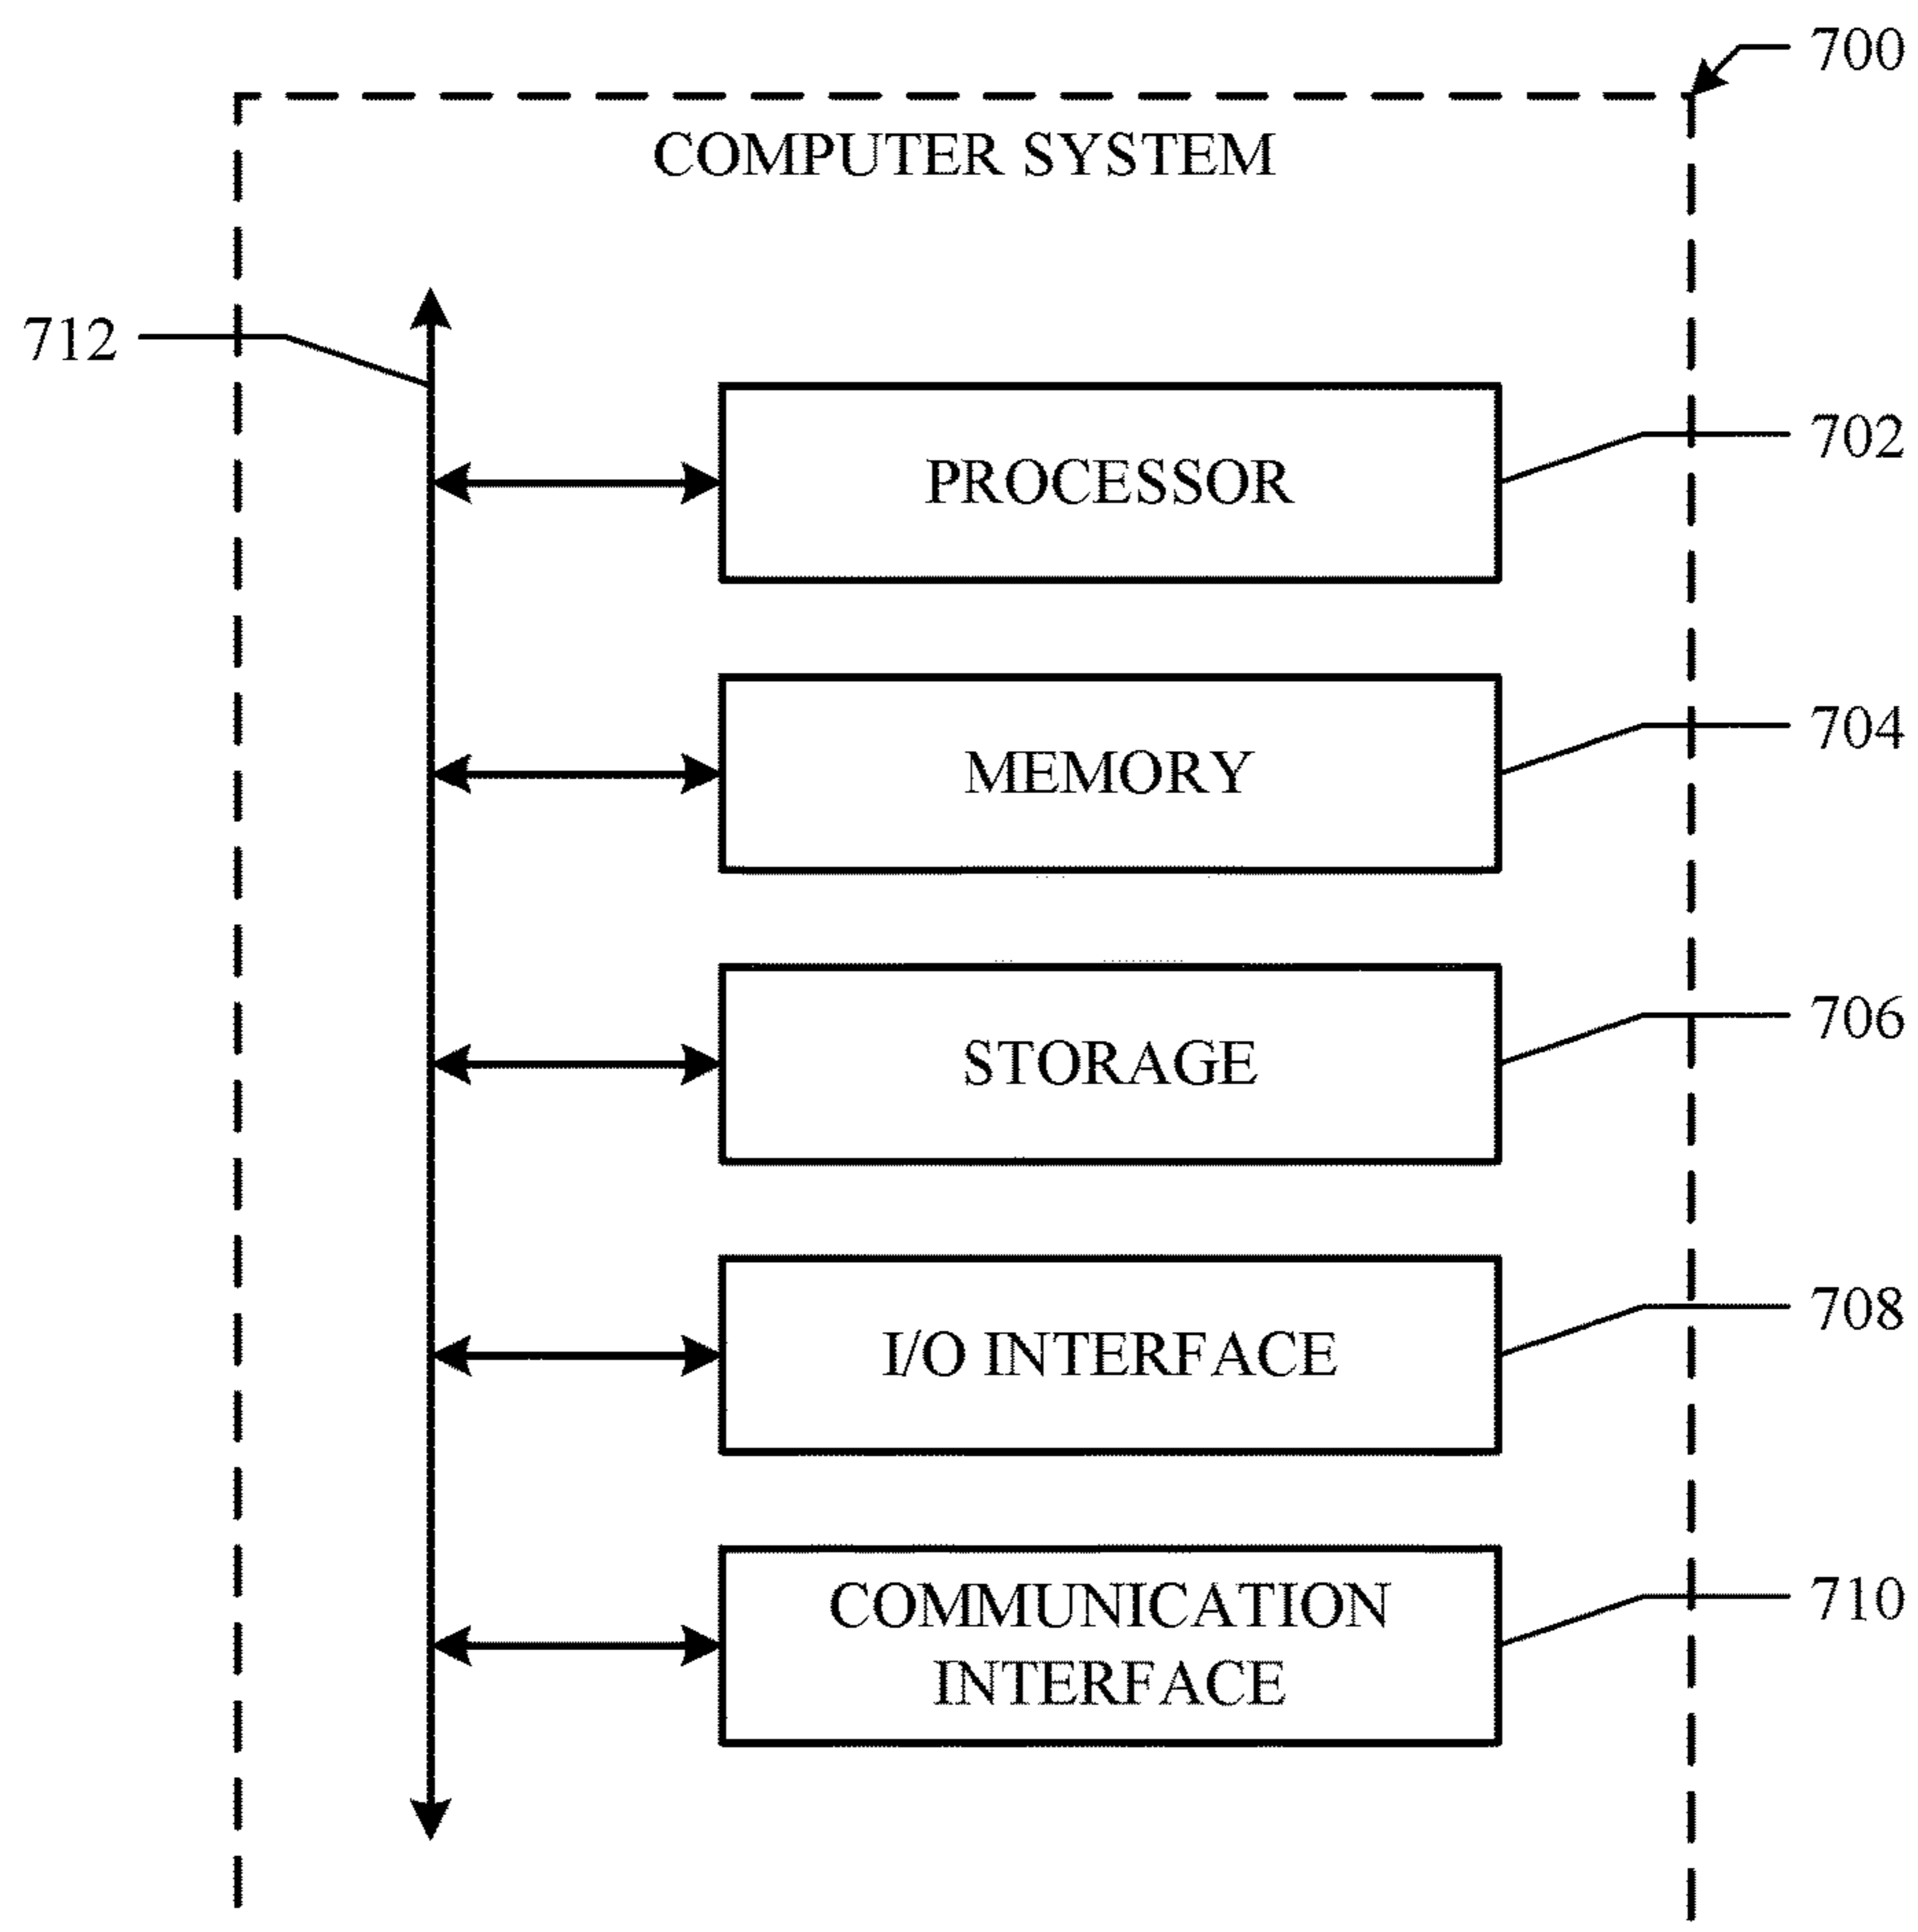 700
COMPUTER SYSTEM
712
702
PROCESSOR
704
MEMORY
706
STORAGE
708
I/O INTERFACE
710
COMMUNICATION
INTERFACE